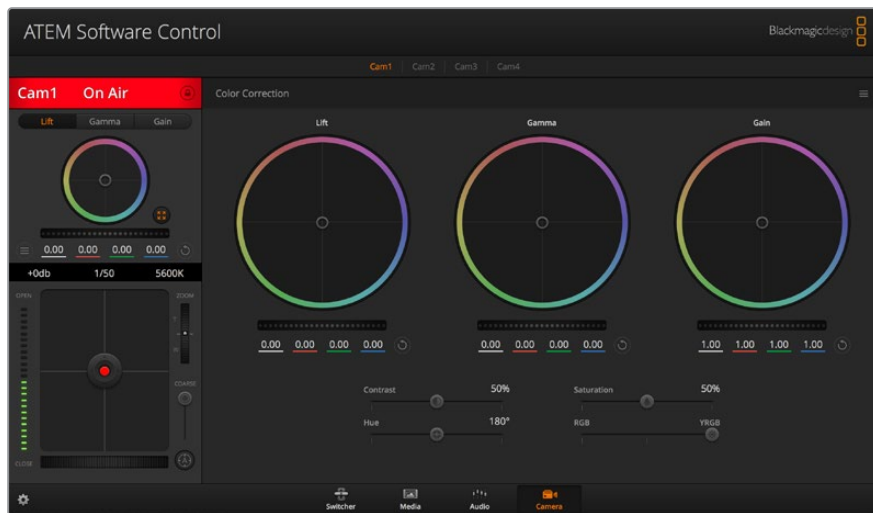 ATEM Software Control
Blackmagicdesign
Cam1 Cam2 Cam3 Cam4
Cam1 On Air
Color Correction
Lift Gamma Gain
Lift Gamma Gain
0.00 0.00 0.00 0.00
+0db 1/50 5600K
OPEN
ZOOM
T
W
COARSE
CLOSE
0.00 0.00 0.00 0.00
0.00 0.00 0.00 0.00
1.00 1.00 1.00 1.00
Contrast 50%
Saturation 50%
Hue 180°
RGB YRGB
Switcher Media Audio Camera